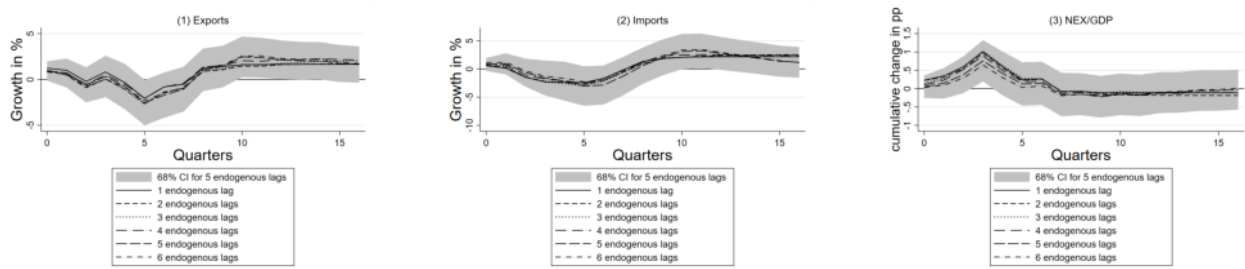 (1) Exports
Growth in %
5
0
-5
0
5
10
15
Quarters
68% CI for 5 endogenous lags
1 endogenous lag
2 endogenous lags
3 endogenous lags
4 endogenous lags
5 endogenous lags
6 endogenous lags
(2) Imports
Growth in %
10
5
0
-5
-10
0
5
10
15
Quarters
68% CI for 5 endogenous lags
1 endogenous lag
2 endogenous lags
3 endogenous lags
4 endogenous lags
5 endogenous lags
6 endogenous lags
(3) NEX/GDP
cumulative change in pp
1.5
1
.5
0
-.5
-1
0
5
10
15
Quarters
68% CI for 5 endogenous lags
1 endogenous lag
2 endogenous lags
3 endogenous lags
4 endogenous lags
5 endogenous lags
6 endogenous lags